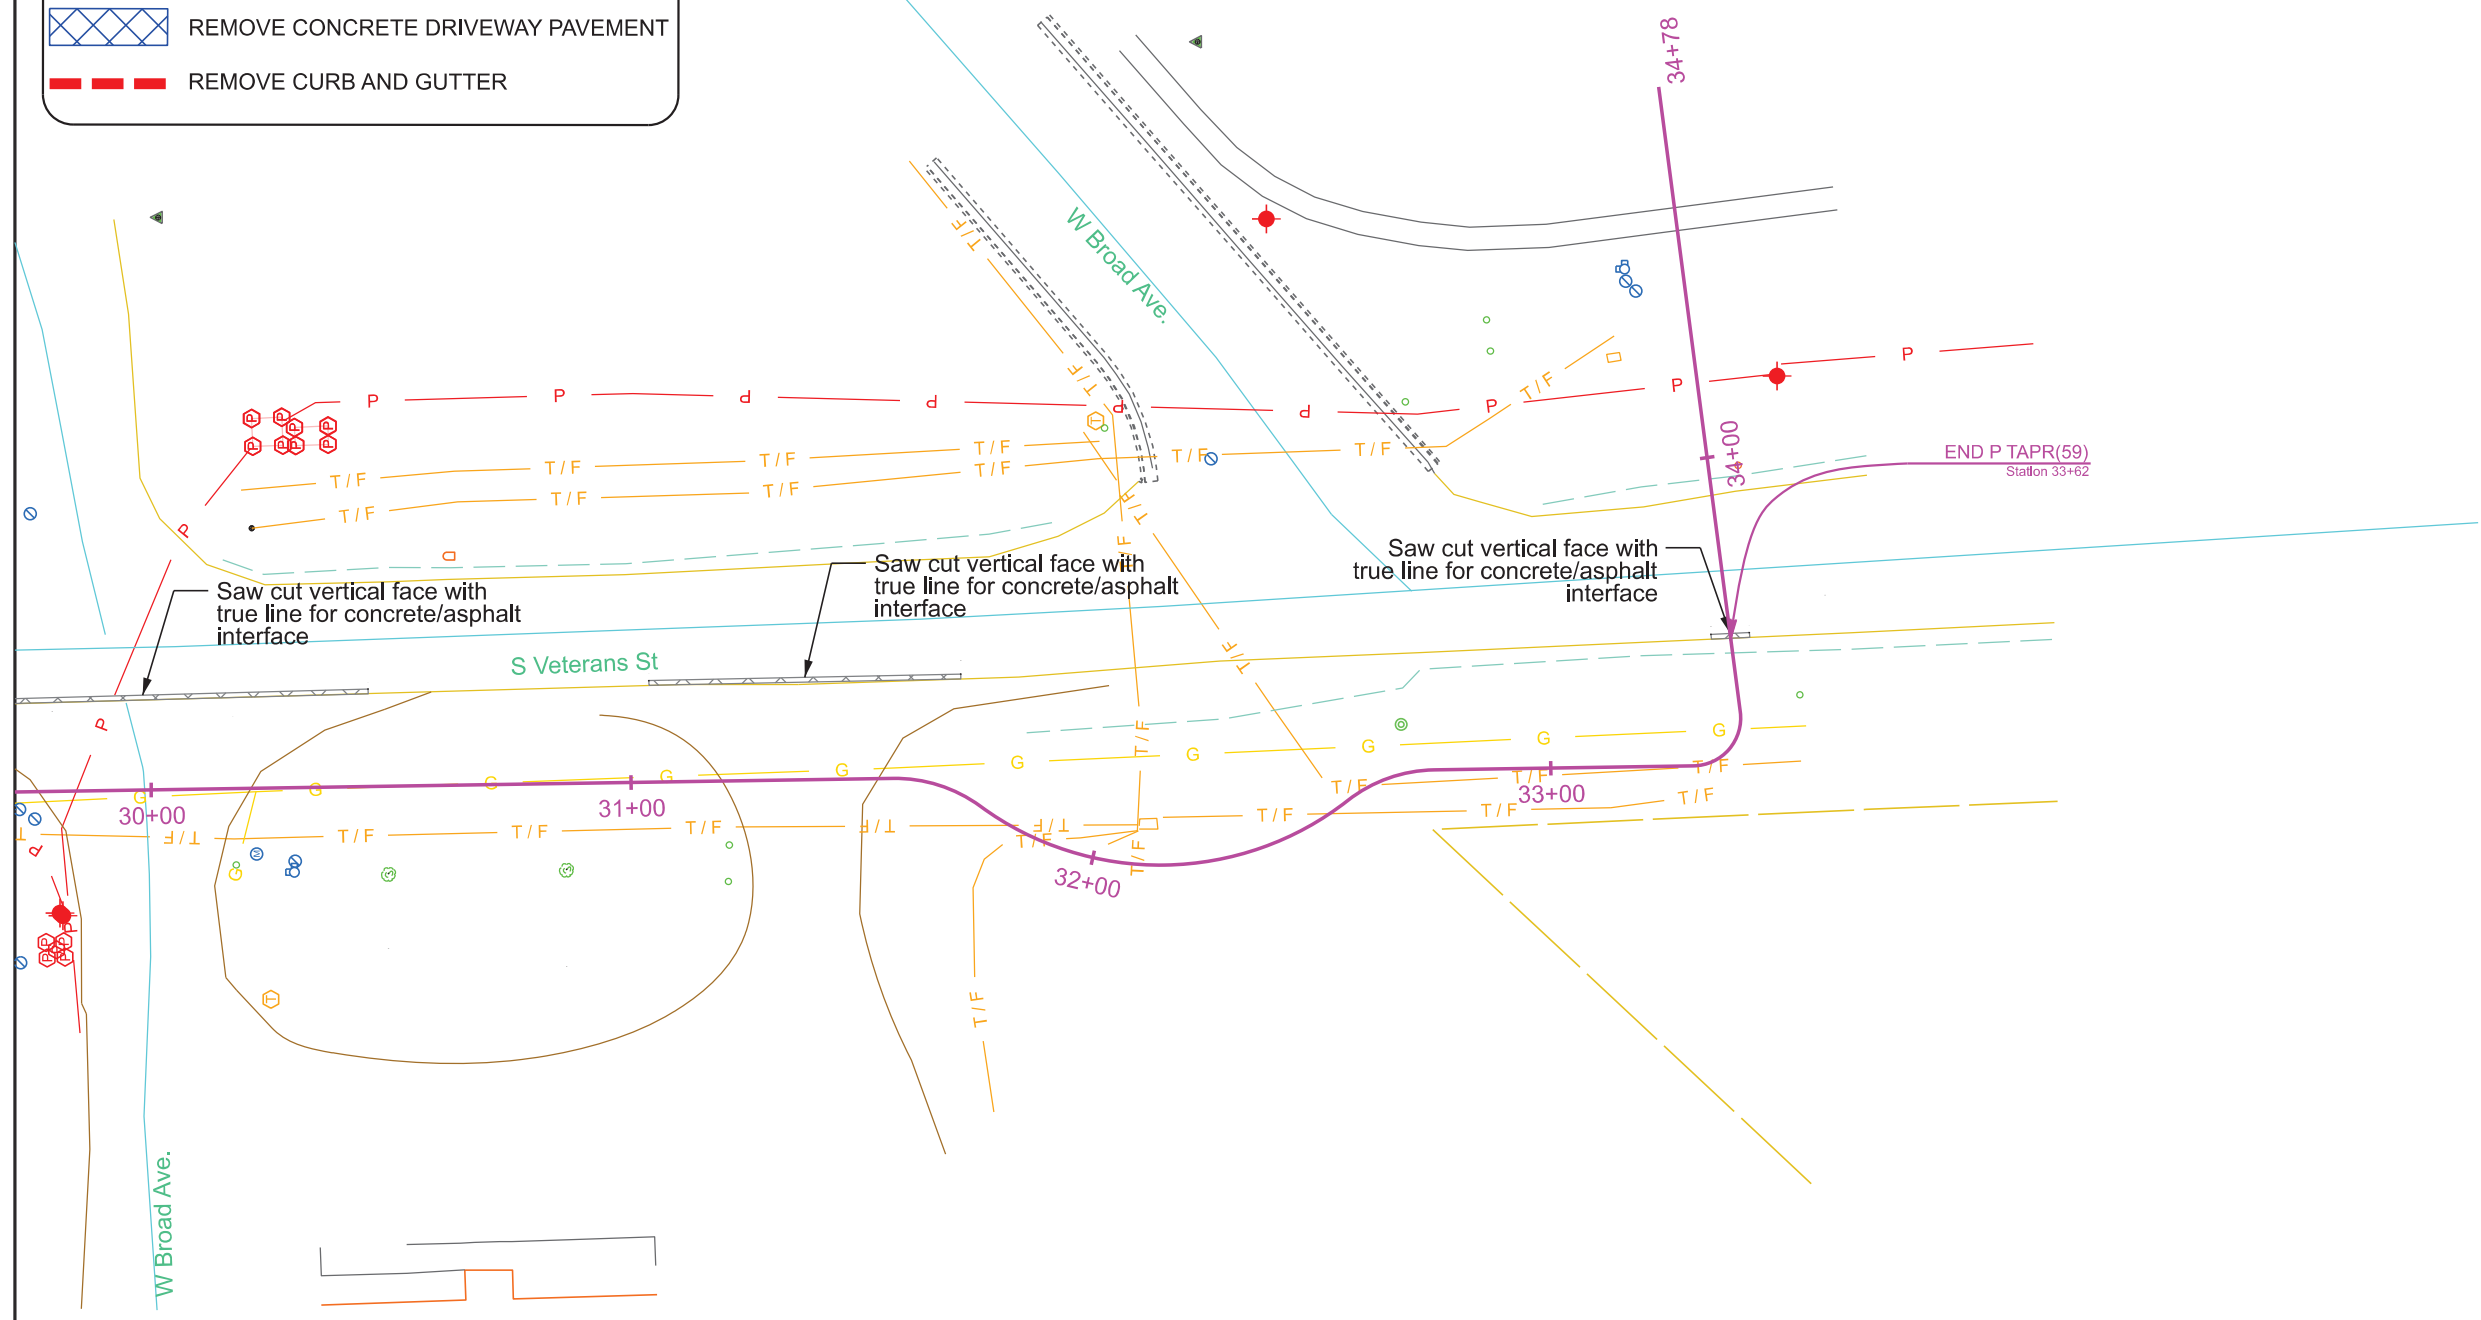 REMOVE CONCRETE DRIVEWAY PAVEMENT
REMOVE CURB AND GUTTER
34+78
W Broad Ave.
T/F
T/F
P
P
P
P
P
P
P
P
P
T/F
T/F
T/F
T/F
T/F
T/F
T/F
T
34+00
END P TAPR(59)
Station 33+62
P P P P
P P P P
T/F
T/F
T/F
T/F
P
T/F
T/F
D
Saw cut vertical face with
true line for concrete/asphalt
interface
Saw cut vertical face with
true line for concrete/asphalt
interface
Saw cut vertical face with
true line for concrete/asphalt
interface
S Veterans St
T/F
P
T/F
G
G
G
G
G
G
G
G
G
G
30+00
31+00
32+00
33+00
T/F
T/F
T/F
T
T/F
T/F
T/F
T/F
T/F
T/F
T/F
T/F
T/F
T/F
T/F
P
M
G
P
P P
P P
T
T/F
W Broad Ave.